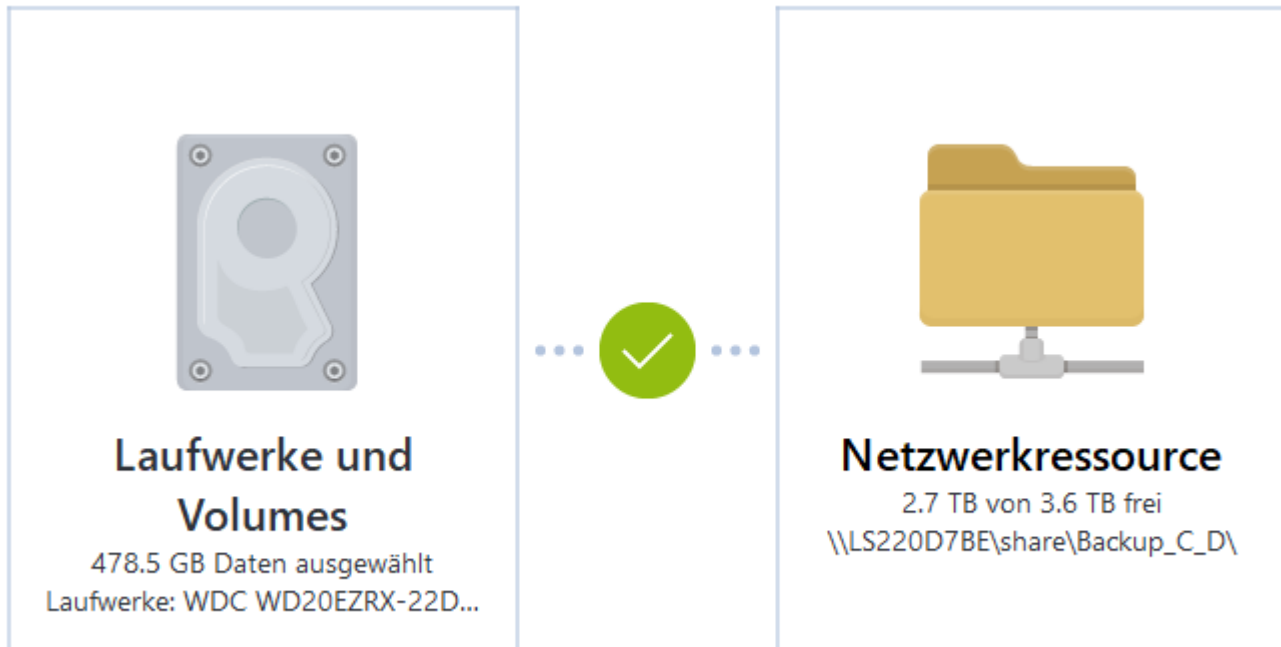 Laufwerke und
Volumes
478.5 GB Daten ausgewählt
Laufwerke: WDC WD20EZRX-22D...
Netzwerkressource
2.7 TB von 3.6 TB frei
\\LS220D7BE\share\Backup_C_D\